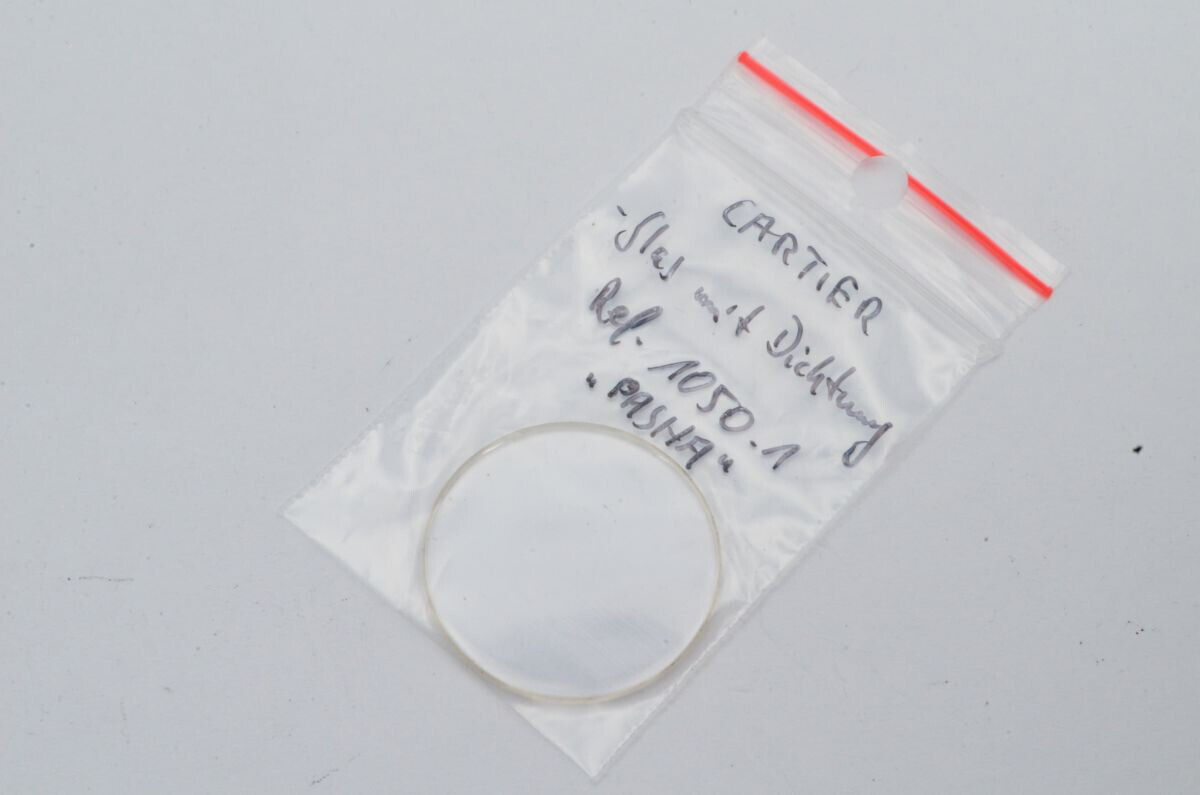 CARTIER
- Glas mit Dichtung
Ref. 1050.1
"PASHA"